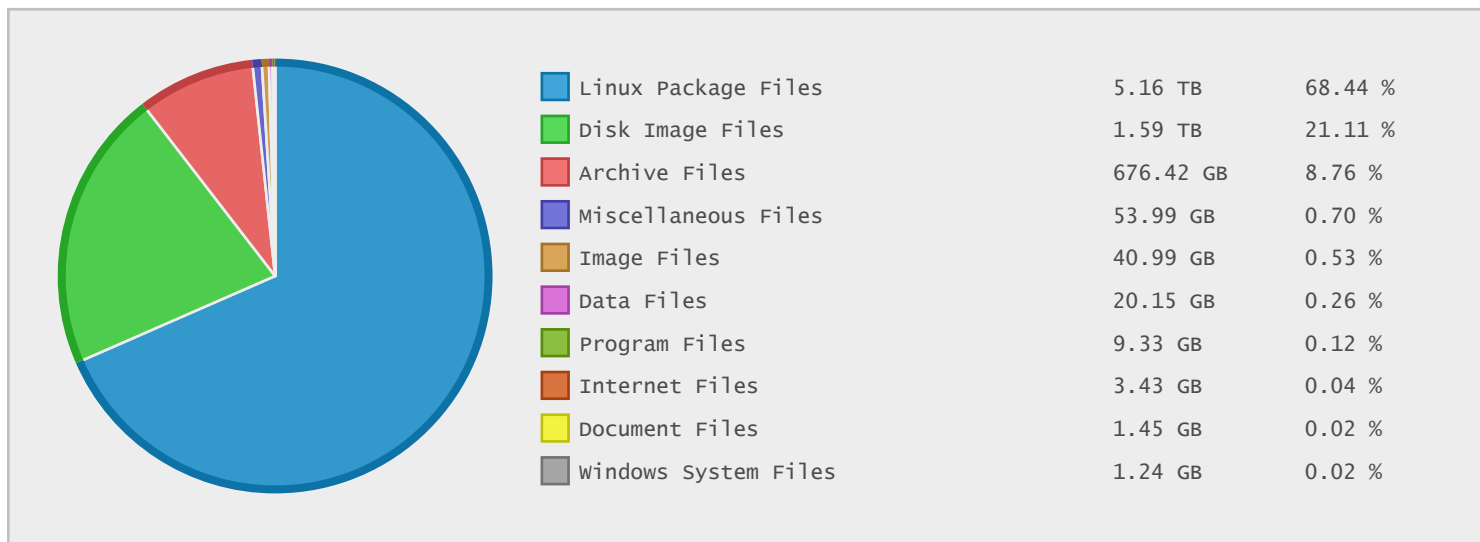 Linux Package Files 5.16 TB 68.44 %
Disk Image Files 1.59 TB 21.11 %
Archive Files 676.42 GB 8.76 %
Miscellaneous Files 53.99 GB 0.70 %
Image Files 40.99 GB 0.53 %
Data Files 20.15 GB 0.26 %
Program Files 9.33 GB 0.12 %
Internet Files 3.43 GB 0.04 %
Document Files 1.45 GB 0.02 %
Windows System Files 1.24 GB 0.02 %